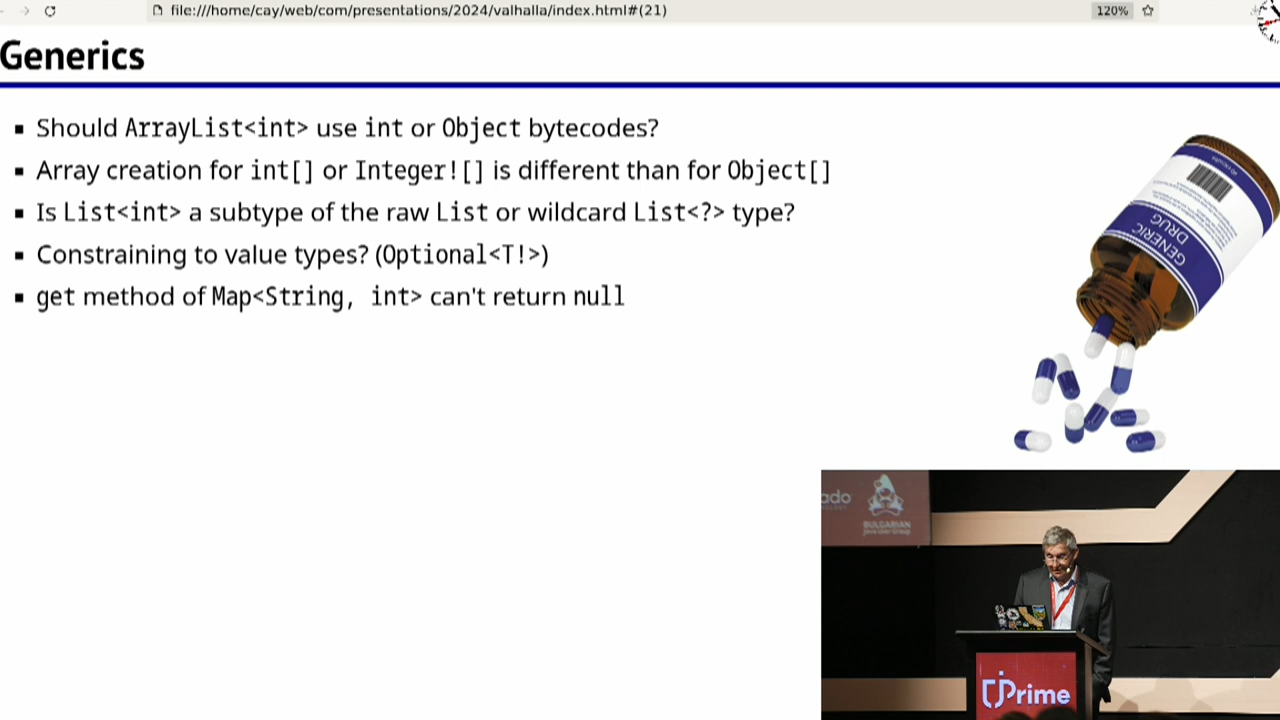 file:///home/cay/web/com/presentations/2024/valhalla/index.html#(21)
120%
Generics
Should ArrayList<int> use int or Object bytecodes?
Array creation for int[] or Integer![] is different than for Object[]
Is List<int> a subtype of the raw List or wildcard List<?> type?
Constraining to value types? (Optional<T!>)
get method of Map<String, int> can't return null
GENERIC
DRUG
ado
BULGARIAN
Java User Group
jPrime